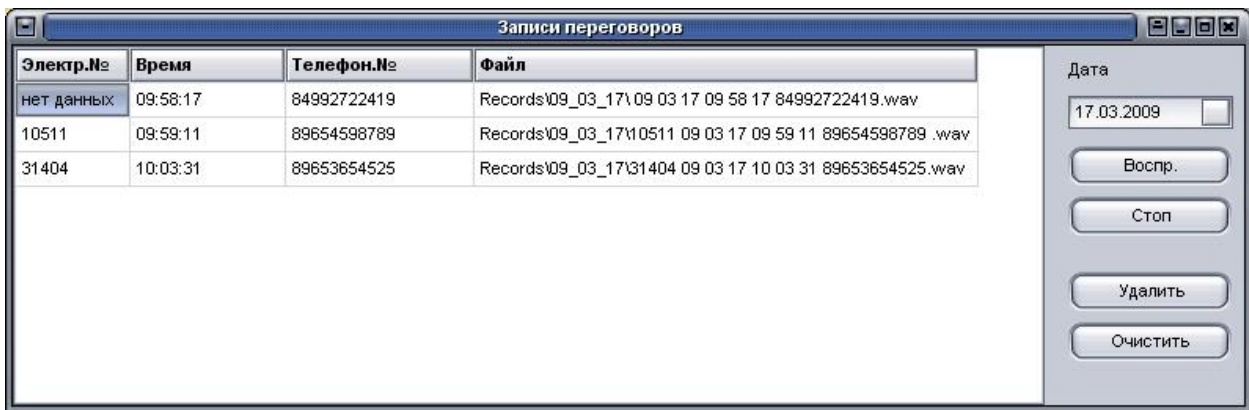 Записи переговоров
Электр.№ Время Телефон.№ Файл
нет данных 09:58:17 84992722419 Records\09_03_17\ 09 03 17 09 58 17 84992722419.wav
10511 09:59:11 89654598789 Records\09_03_17\10511 09 03 17 09 59 11 89654598789 .wav
31404 10:03:31 89653654525 Records\09_03_17\31404 09 03 17 10 03 31 89653654525.wav
Дата
17.03.2009
Воспр.
Стоп
Удалить
Очистить